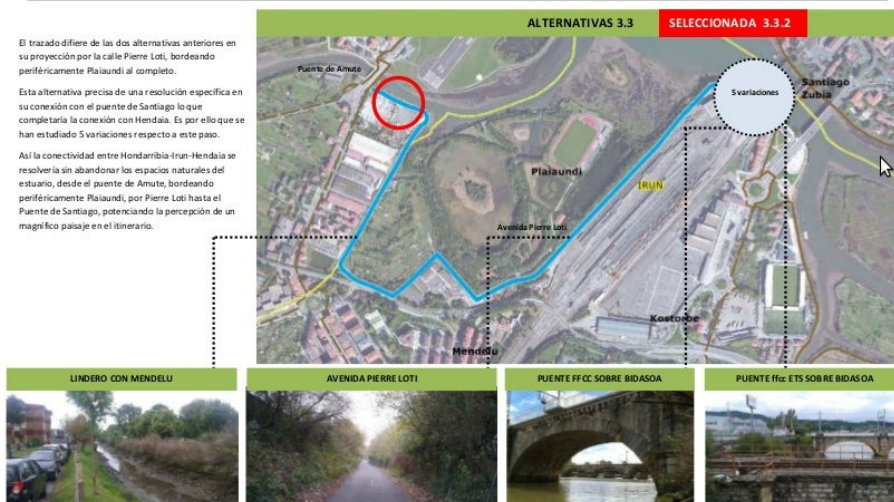 ALTERNATIVAS 3.3
SELECCIONADA 3.3.2
El trazado difiere de las dos alternativas anteriores en
su proyección por la calle Pierre Loti, bordeando
periféricamente Plaiaundi al completo.
Esta alternativa precisa de una resolución específica en
su conexión con el puente de Santiago lo que
completaría la conexión con Hendaia. Es por ello que se
han estudiado 5 variaciones respecto a este paso.
Así la conectividad entre Hondarribia-Irun-Hendaia se
resolvería sin abandonar los espacios naturales del
estuario, desde el puente de Amute, bordeando
periféricamente Plaiaundi, por Pierre Loti hasta el
Puente de Santiago, potenciando la percepción de un
magnífico paisaje en el itinerario.
Puente de Amute
5 variaciones
Santiago
Zubia
Plaiaundi
IRUN
Avenida Pierre Loti
Kostorbe
Mendelu
LINDERO CON MENDELU
AVENIDA PIERRE LOTI
PUENTE FFCC SOBRE BIDASOA
PUENTE ffcc ETS SOBRE BIDASOA